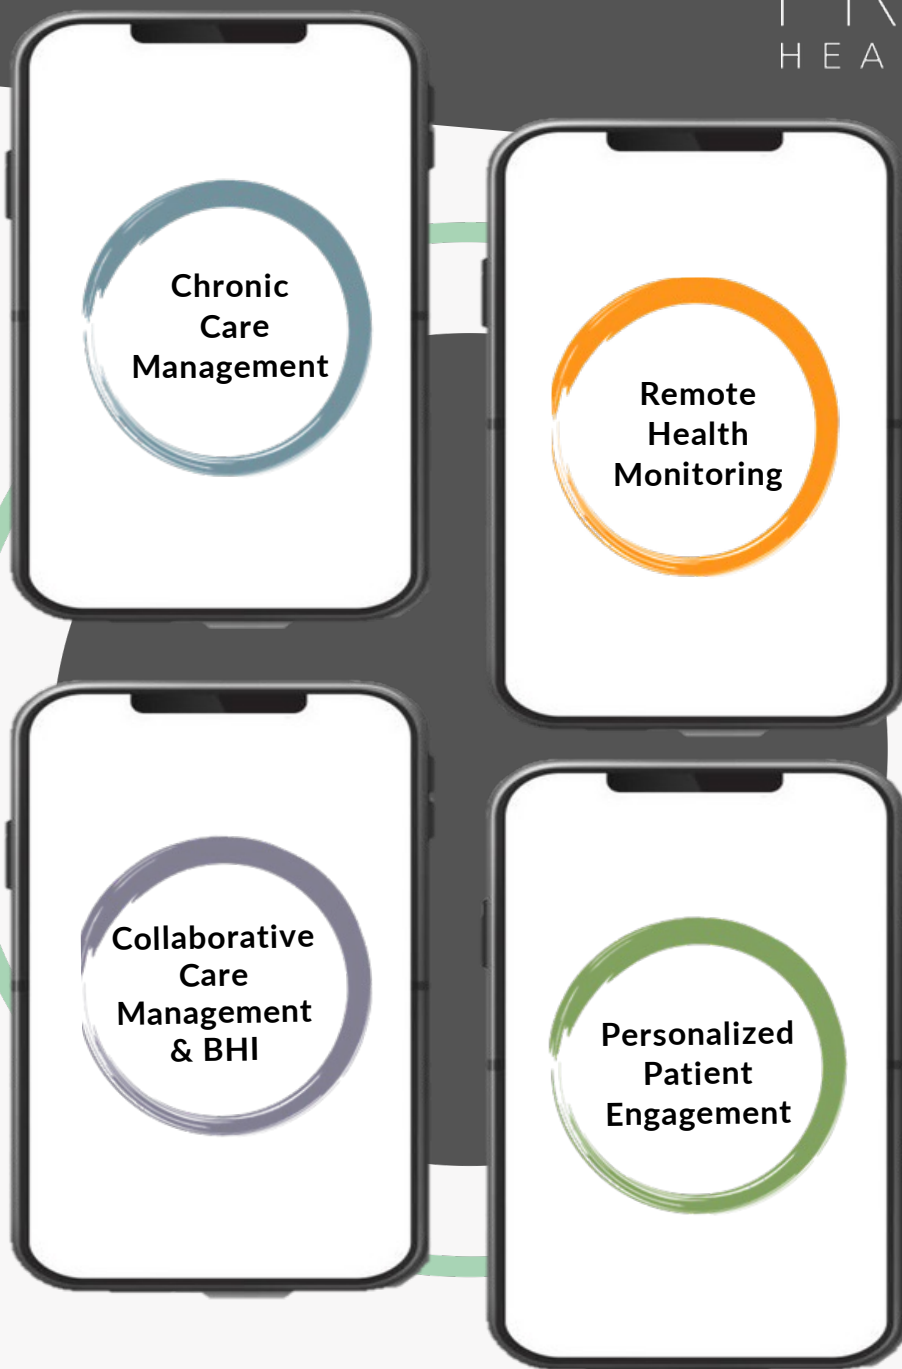 HEA
Chronic
Care
Management
Remote
Health
Monitoring
Collaborative
Care
Management
& BHI
Personalized
Patient
Engagement